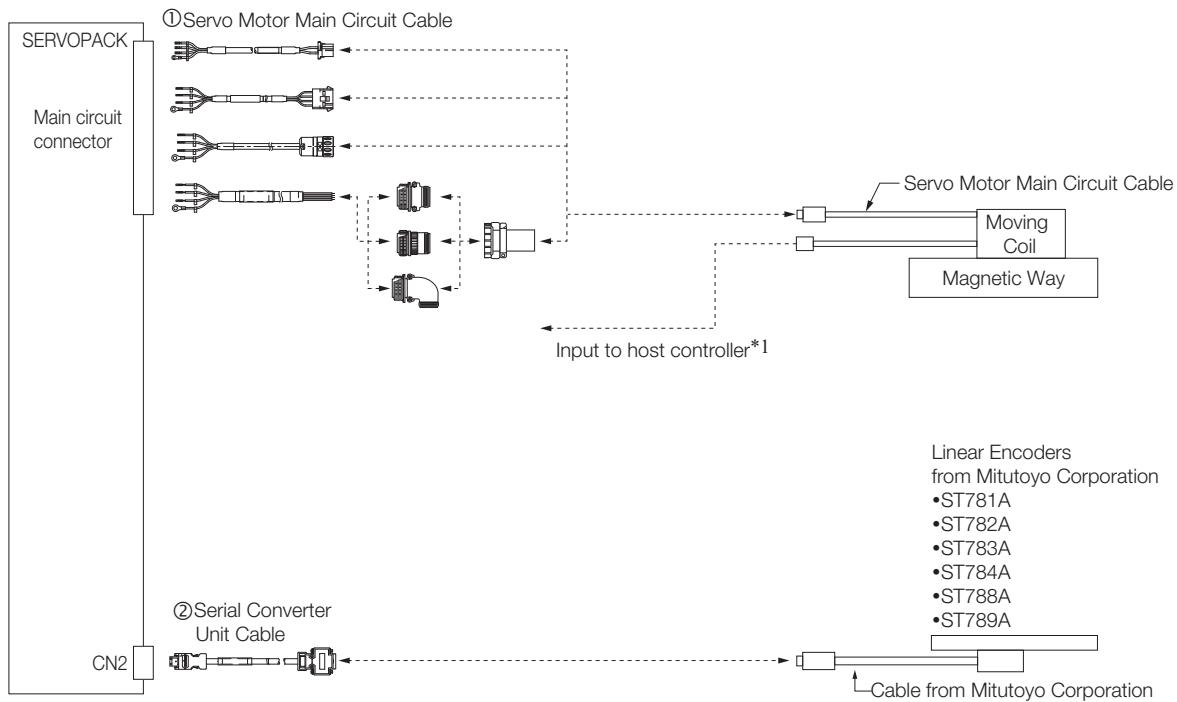 ①Servo Motor Main Circuit Cable
SERVOPACK
Main circuit
connector
Servo Motor Main Circuit Cable
Moving
Coil
Magnetic Way
Input to host controller*1
Linear Encoders
from Mitutoyo Corporation
•ST781A
•ST782A
•ST783A
•ST784A
•ST788A
•ST789A
②Serial Converter
Unit Cable
CN2
Cable from Mitutoyo Corporation